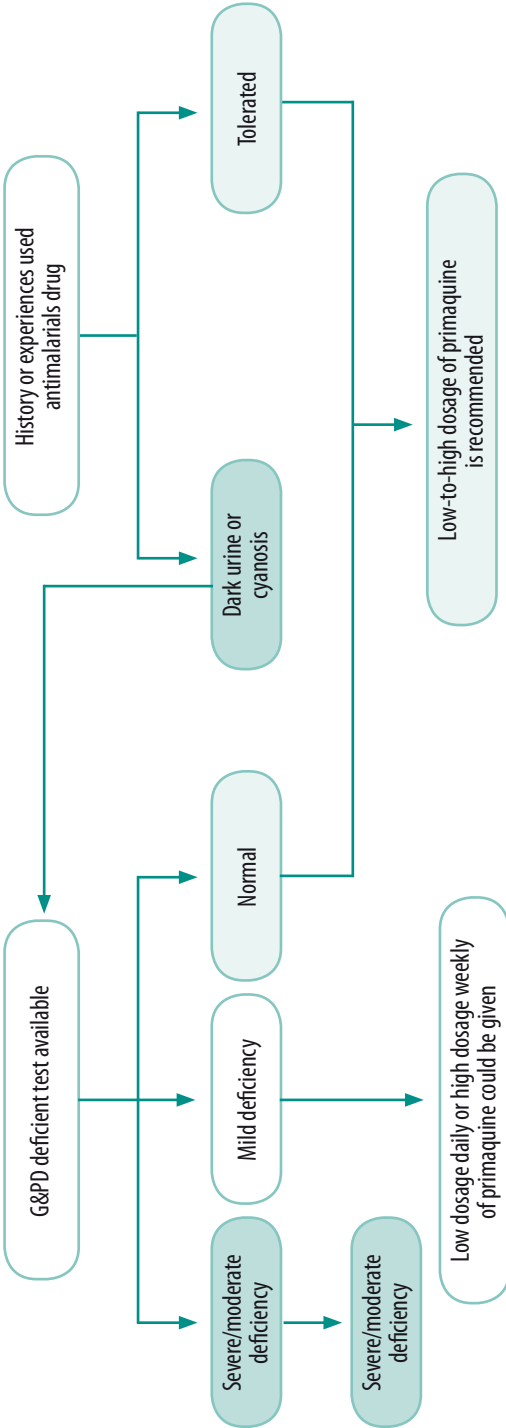 G&PD deficient test available
History or experiences used
antimalarials drug
Severe/moderate
deficiency
Mild deficiency
Normal
Dark urine or
cyanosis
Tolerated
Severe/moderate
deficiency
Low dosage daily or high dosage weekly
of primaquine could be given
Low-to-high dosage of primaquine
is recommended